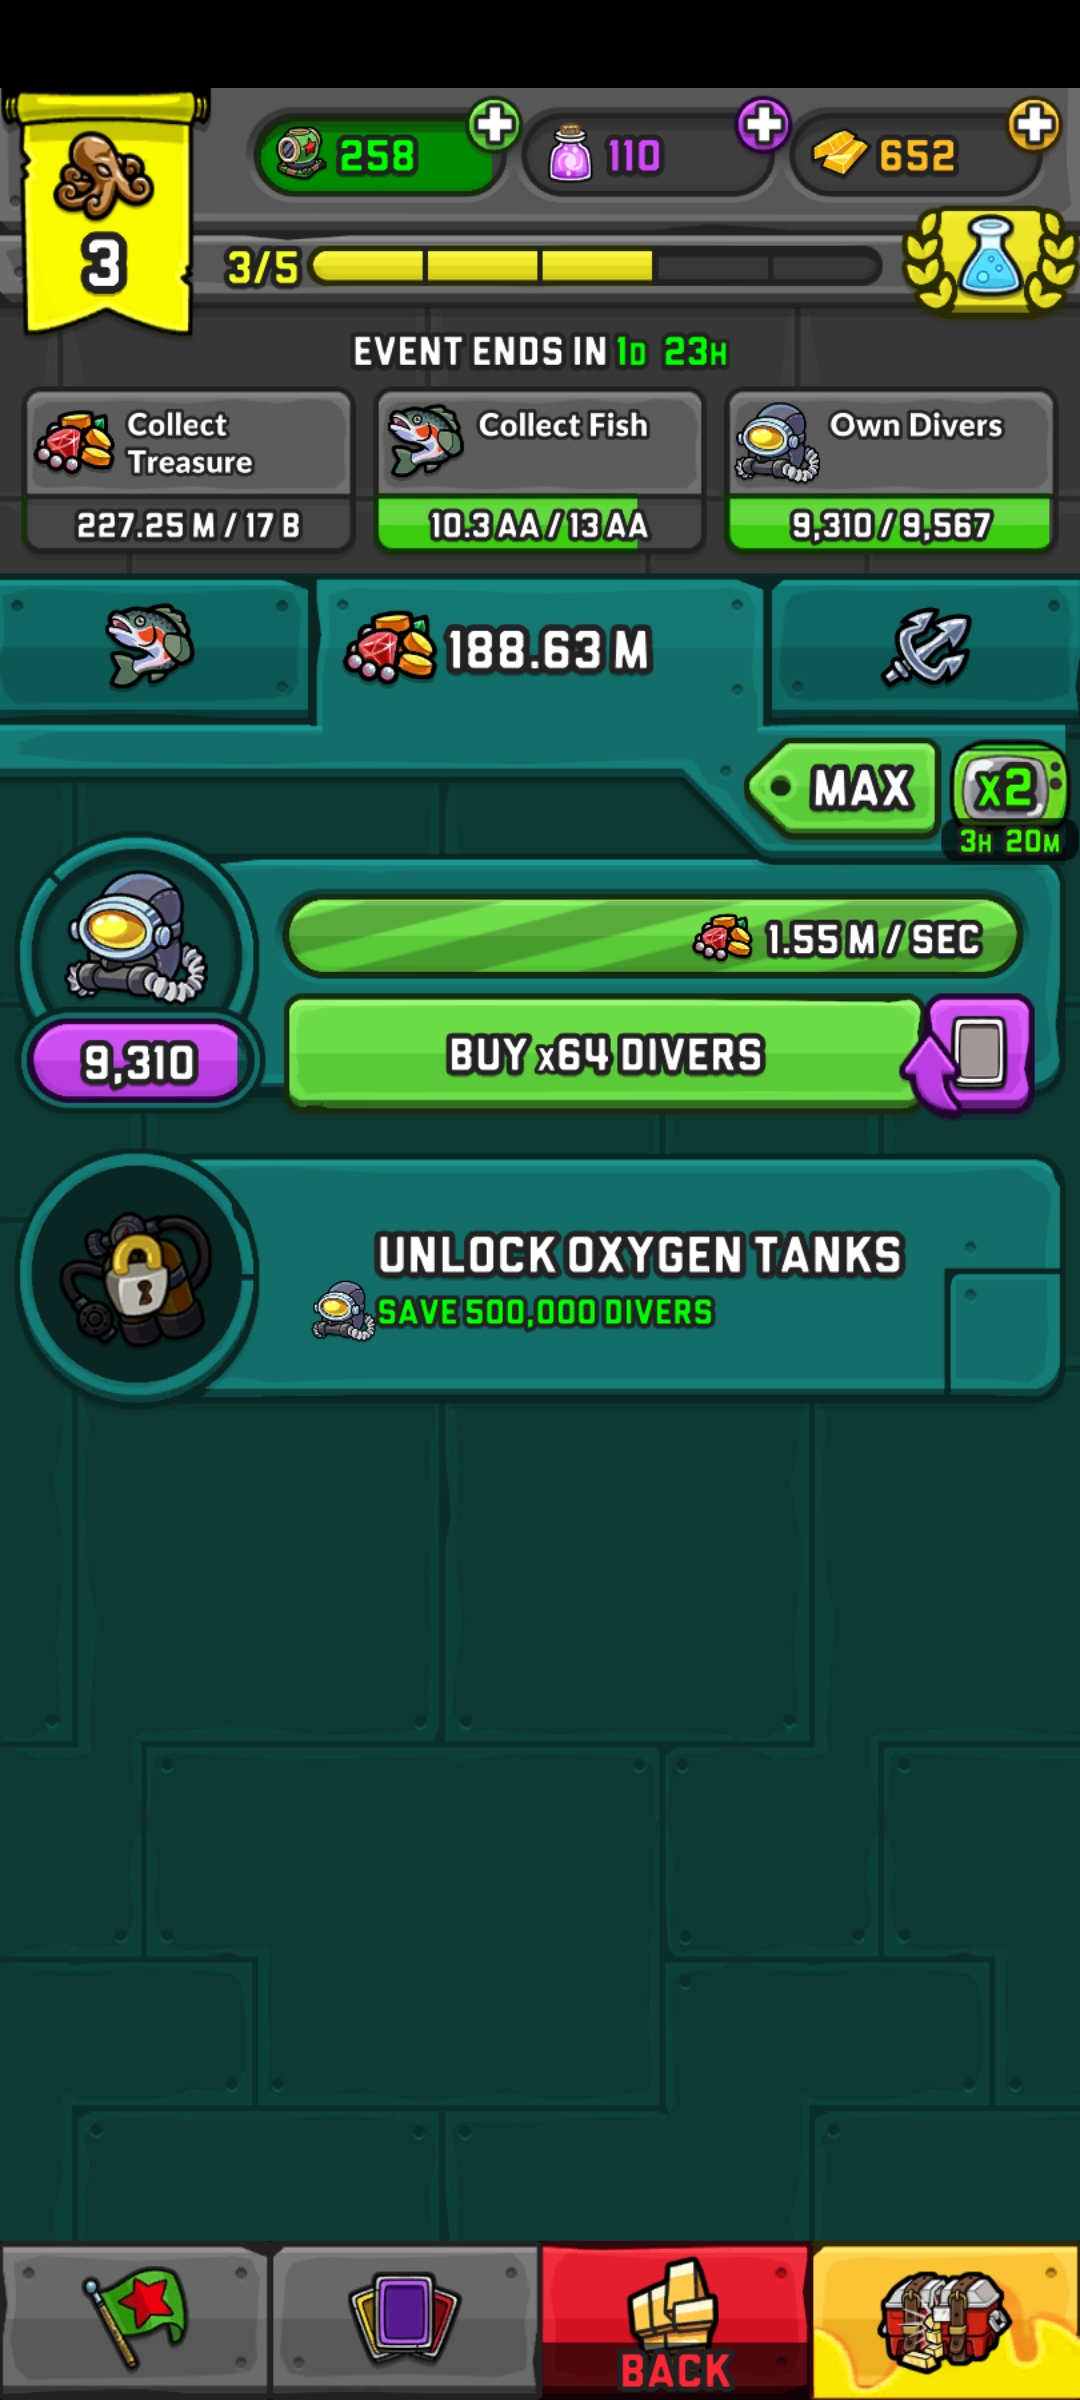 258
110
652
3
3/5
EVENT ENDS IN 1D 23H
Collect
Treasure
227.25 M / 17 B
Collect Fish
10.3 AA / 13 AA
Own Divers
9,310 / 9,567
188.63 M
MAX
x2
3H 20M
1.55 M / SEC
9,310
BUY x64 DIVERS
UNLOCK OXYGEN TANKS
SAVE 500,000 DIVERS
BACK